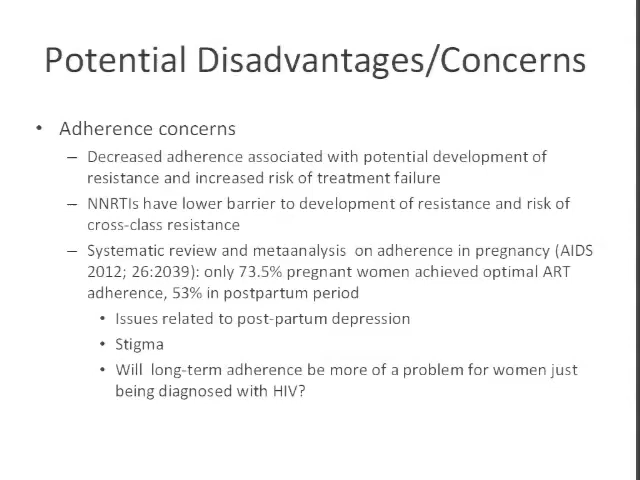 Potential Disadvantages/Concerns
• Adherence concerns
– Decreased adherence associated with potential development of
resistance and increased risk of treatment failure
– NNRTIs have lower barrier to development of resistance and risk of
cross-class resistance
– Systematic review and metaanalysis  on adherence in pregnancy (AIDS
2012; 26:2039): only 73.5% pregnant women achieved optimal ART
adherence, 53% in postpartum period
• Issues related to post-partum depression
• Stigma
• Will  long-term adherence be more of a problem for women just
being diagnosed with HIV?